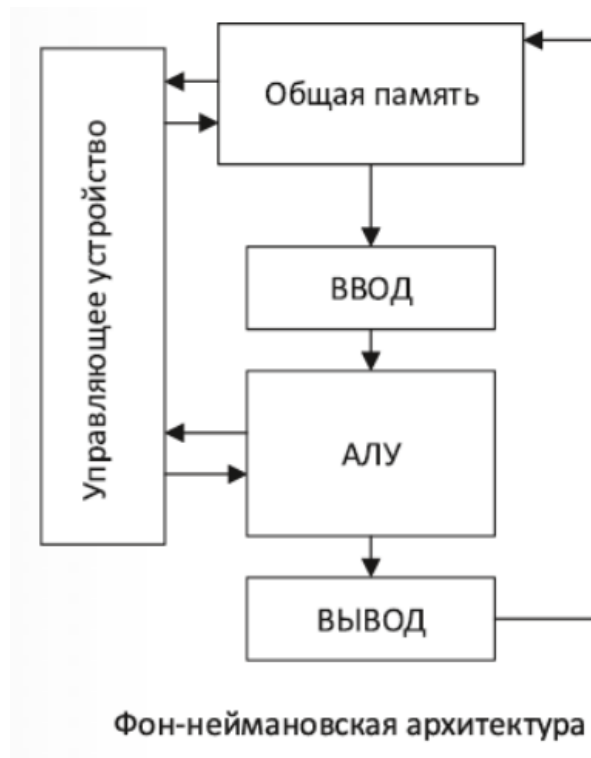 Общая память
Управляющее устройство
ВВОД
АЛУ
ВЫВОД
Фон-неймановская архитектура